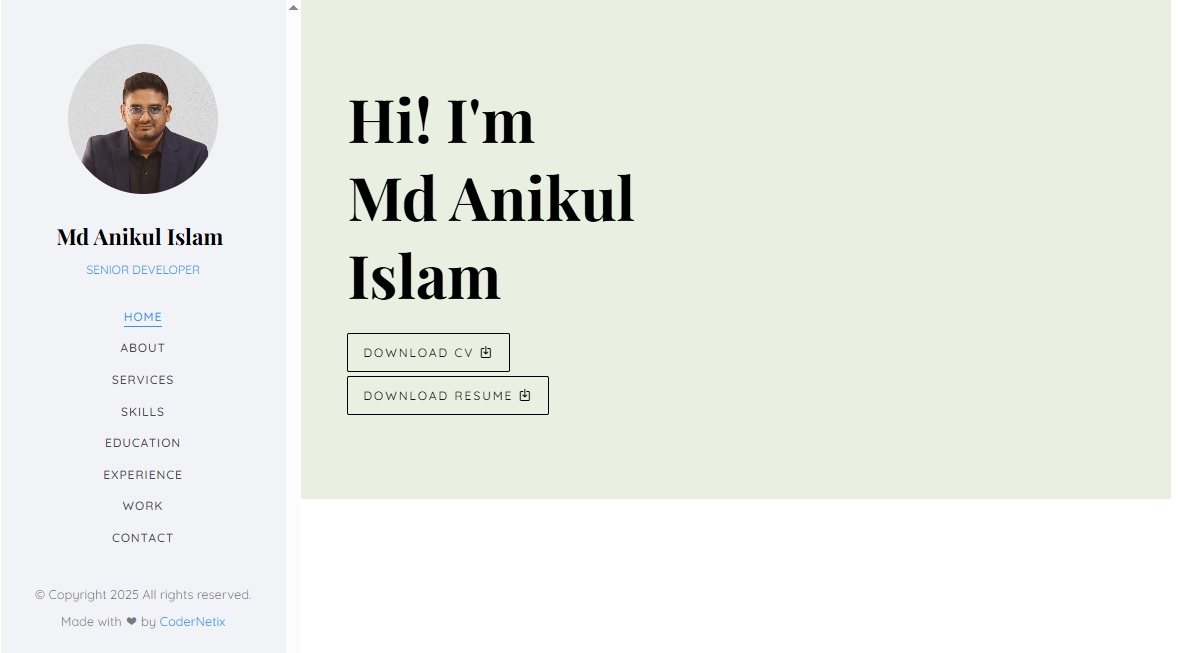 Md Anikul Islam
SENIOR DEVELOPER
HOME
ABOUT
SERVICES
SKILLS
EDUCATION
EXPERIENCE
WORK
CONTACT
© Copyright 2025 All rights reserved.
Made with ❤ by CoderNetix
Hi! I'm
Md Anikul
Islam
DOWNLOAD CV
DOWNLOAD RESUME